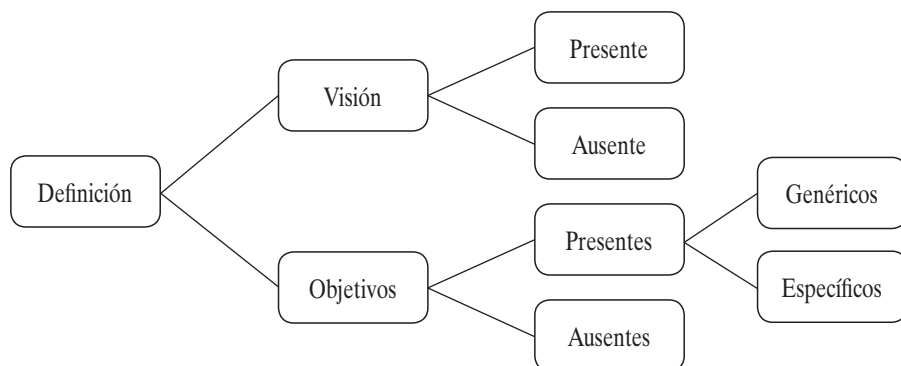 Presente
Visión
Ausente
Definición
Genéricos
Presentes
Objetivos
Específicos
Ausentes